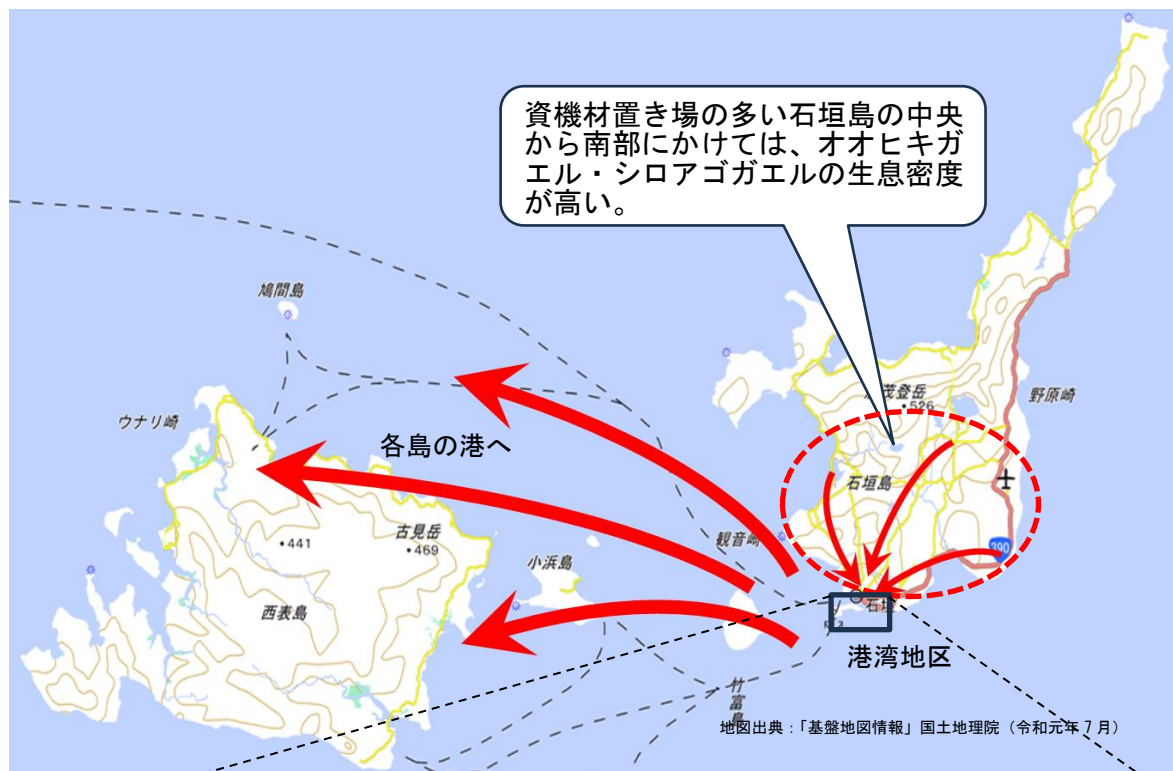 資機材置き場の多い石垣島の中央
から南部にかけては、オオヒキガ
エル・シロアゴガエルの生息密度
が高い。
鳩間島
茂登岳
・526
野原崎
ウナリ崎
各島の港へ
石垣島
390
観音崎
古見岳
・441
・469
小浜島
西表島
石垣
港湾地区
竹富島
地図出典：「基盤地図情報」国土地理院（令和元年７月）